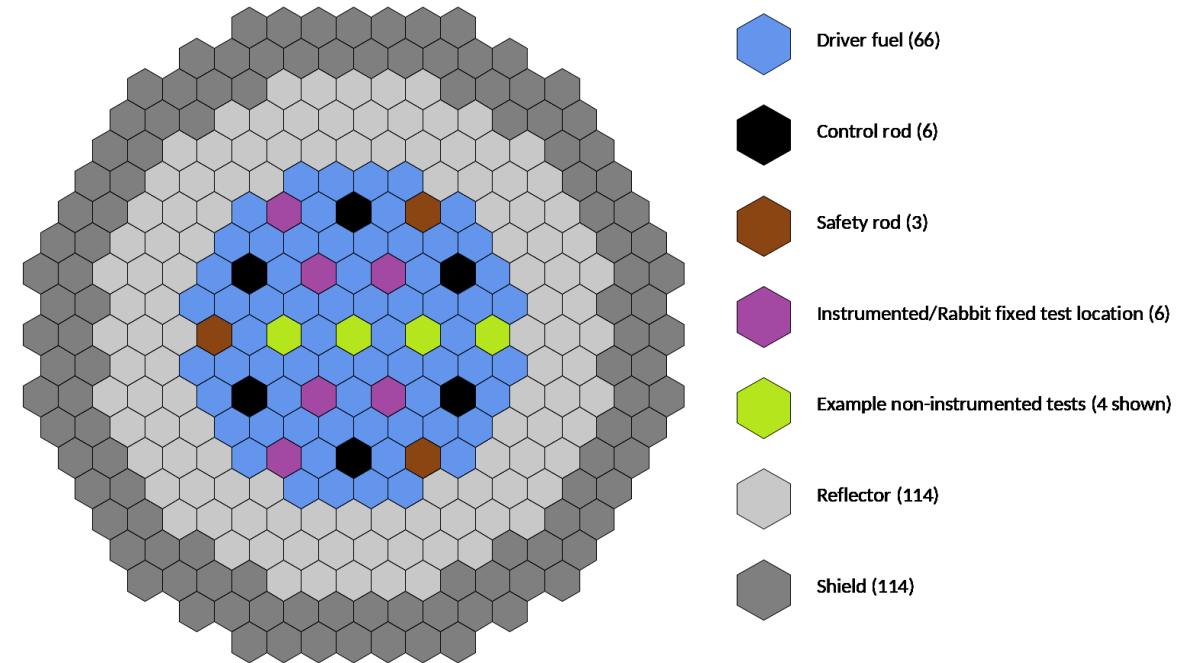 Driver fuel (66)
Control rod (6)
Safety rod (3)
Instrumented/Rabbit fixed test location (6)
Example non-instrumented tests (4 shown)
Reflector (114)
Shield (114)